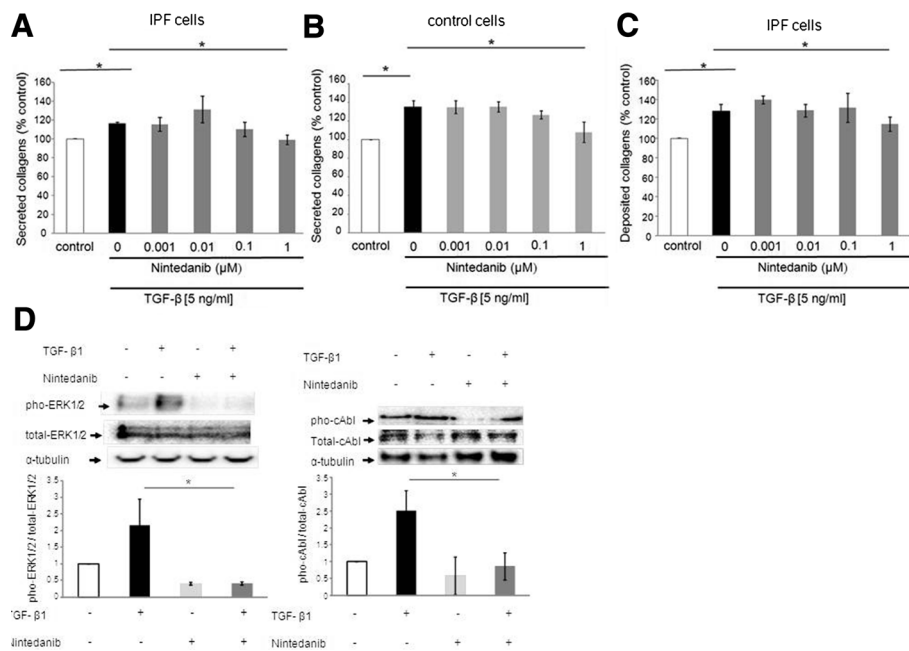 A
IPF cells
*
*
Secreted collagens (% control)
160
140
120
100
80
60
40
20
0
control
0 0.001 0.01 0.1 1
Nintedanib (µM)
TGF-β [5 ng/ml]
B
control cells
*
*
Secreted collagens (% control)
160
140
120
100
80
60
40
20
0
control
0 0.001 0.01 0.1 1
Nintedanib (µM)
TGF-β [5 ng/ml]
C
IPF cells
*
*
Deposited collagens (% control)
160
140
120
100
80
60
40
20
0
control
0 0.001 0.01 0.1 1
Nintedanib (µM)
TGF-β [5 ng/ml]
D
TGF- β1 - + - +
Nintedanib - - + +
pho-ERK1/2
total-ERK1/2
α-tubulin
*
pho-ERK1/2 / total-ERK1/2
3.5
3
2.5
2
1.5
1
0.5
0
TGF- β1 - + - +
Nintedanib - - + +
TGF- β1 - + - +
Nintedanib - - + +
pho-cAbl
Total-cAbl
α-tubulin
*
pho-cAbl / total-cAbl
3.5
3
2.5
2
1.5
1
0.5
0
TGF- β1 - + - +
Nintedanib - - + +